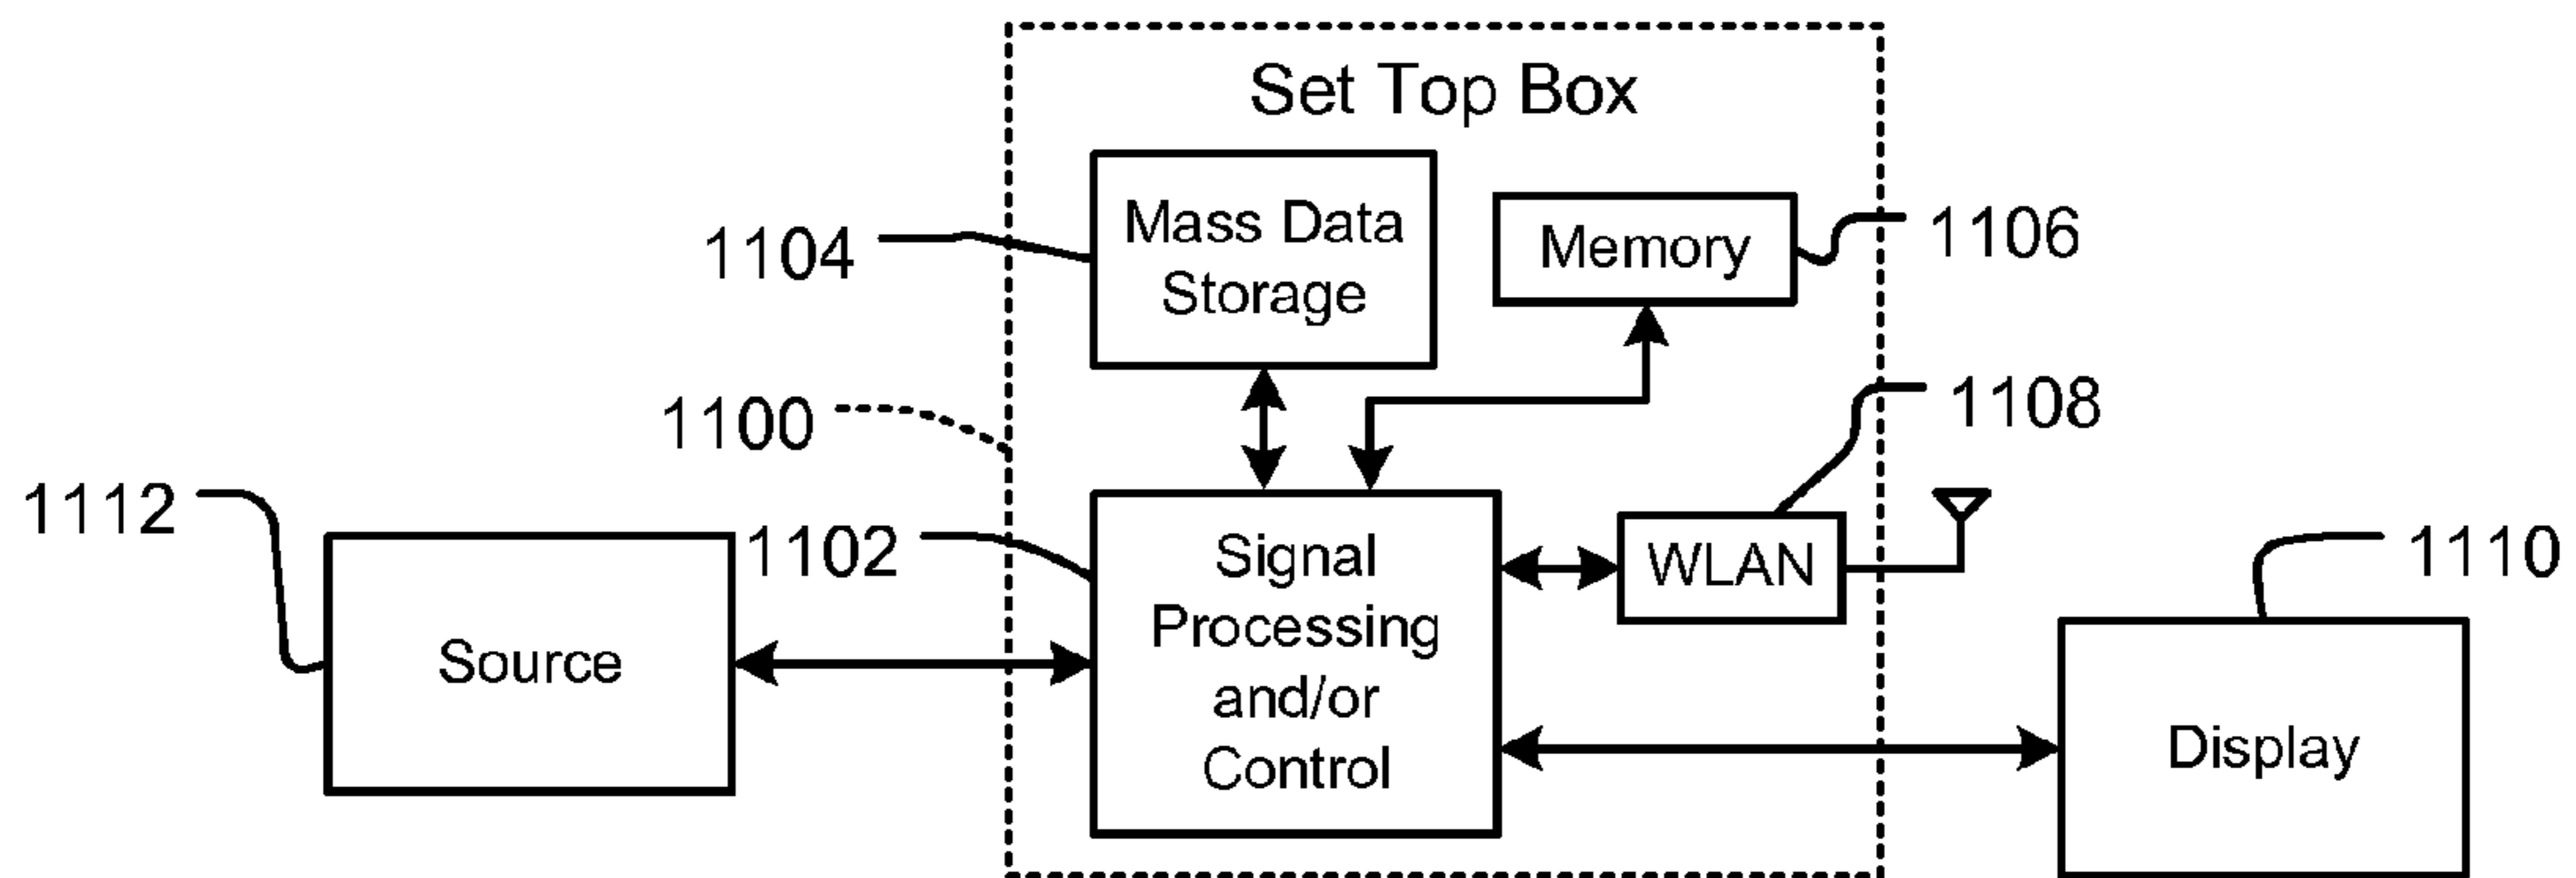 Set Top Box
Mass Data
Storage
1104
Memory
1106
1100
1108
1112
1102
Signal
Processing
and/or
Control
WLAN
1110
Source
Display